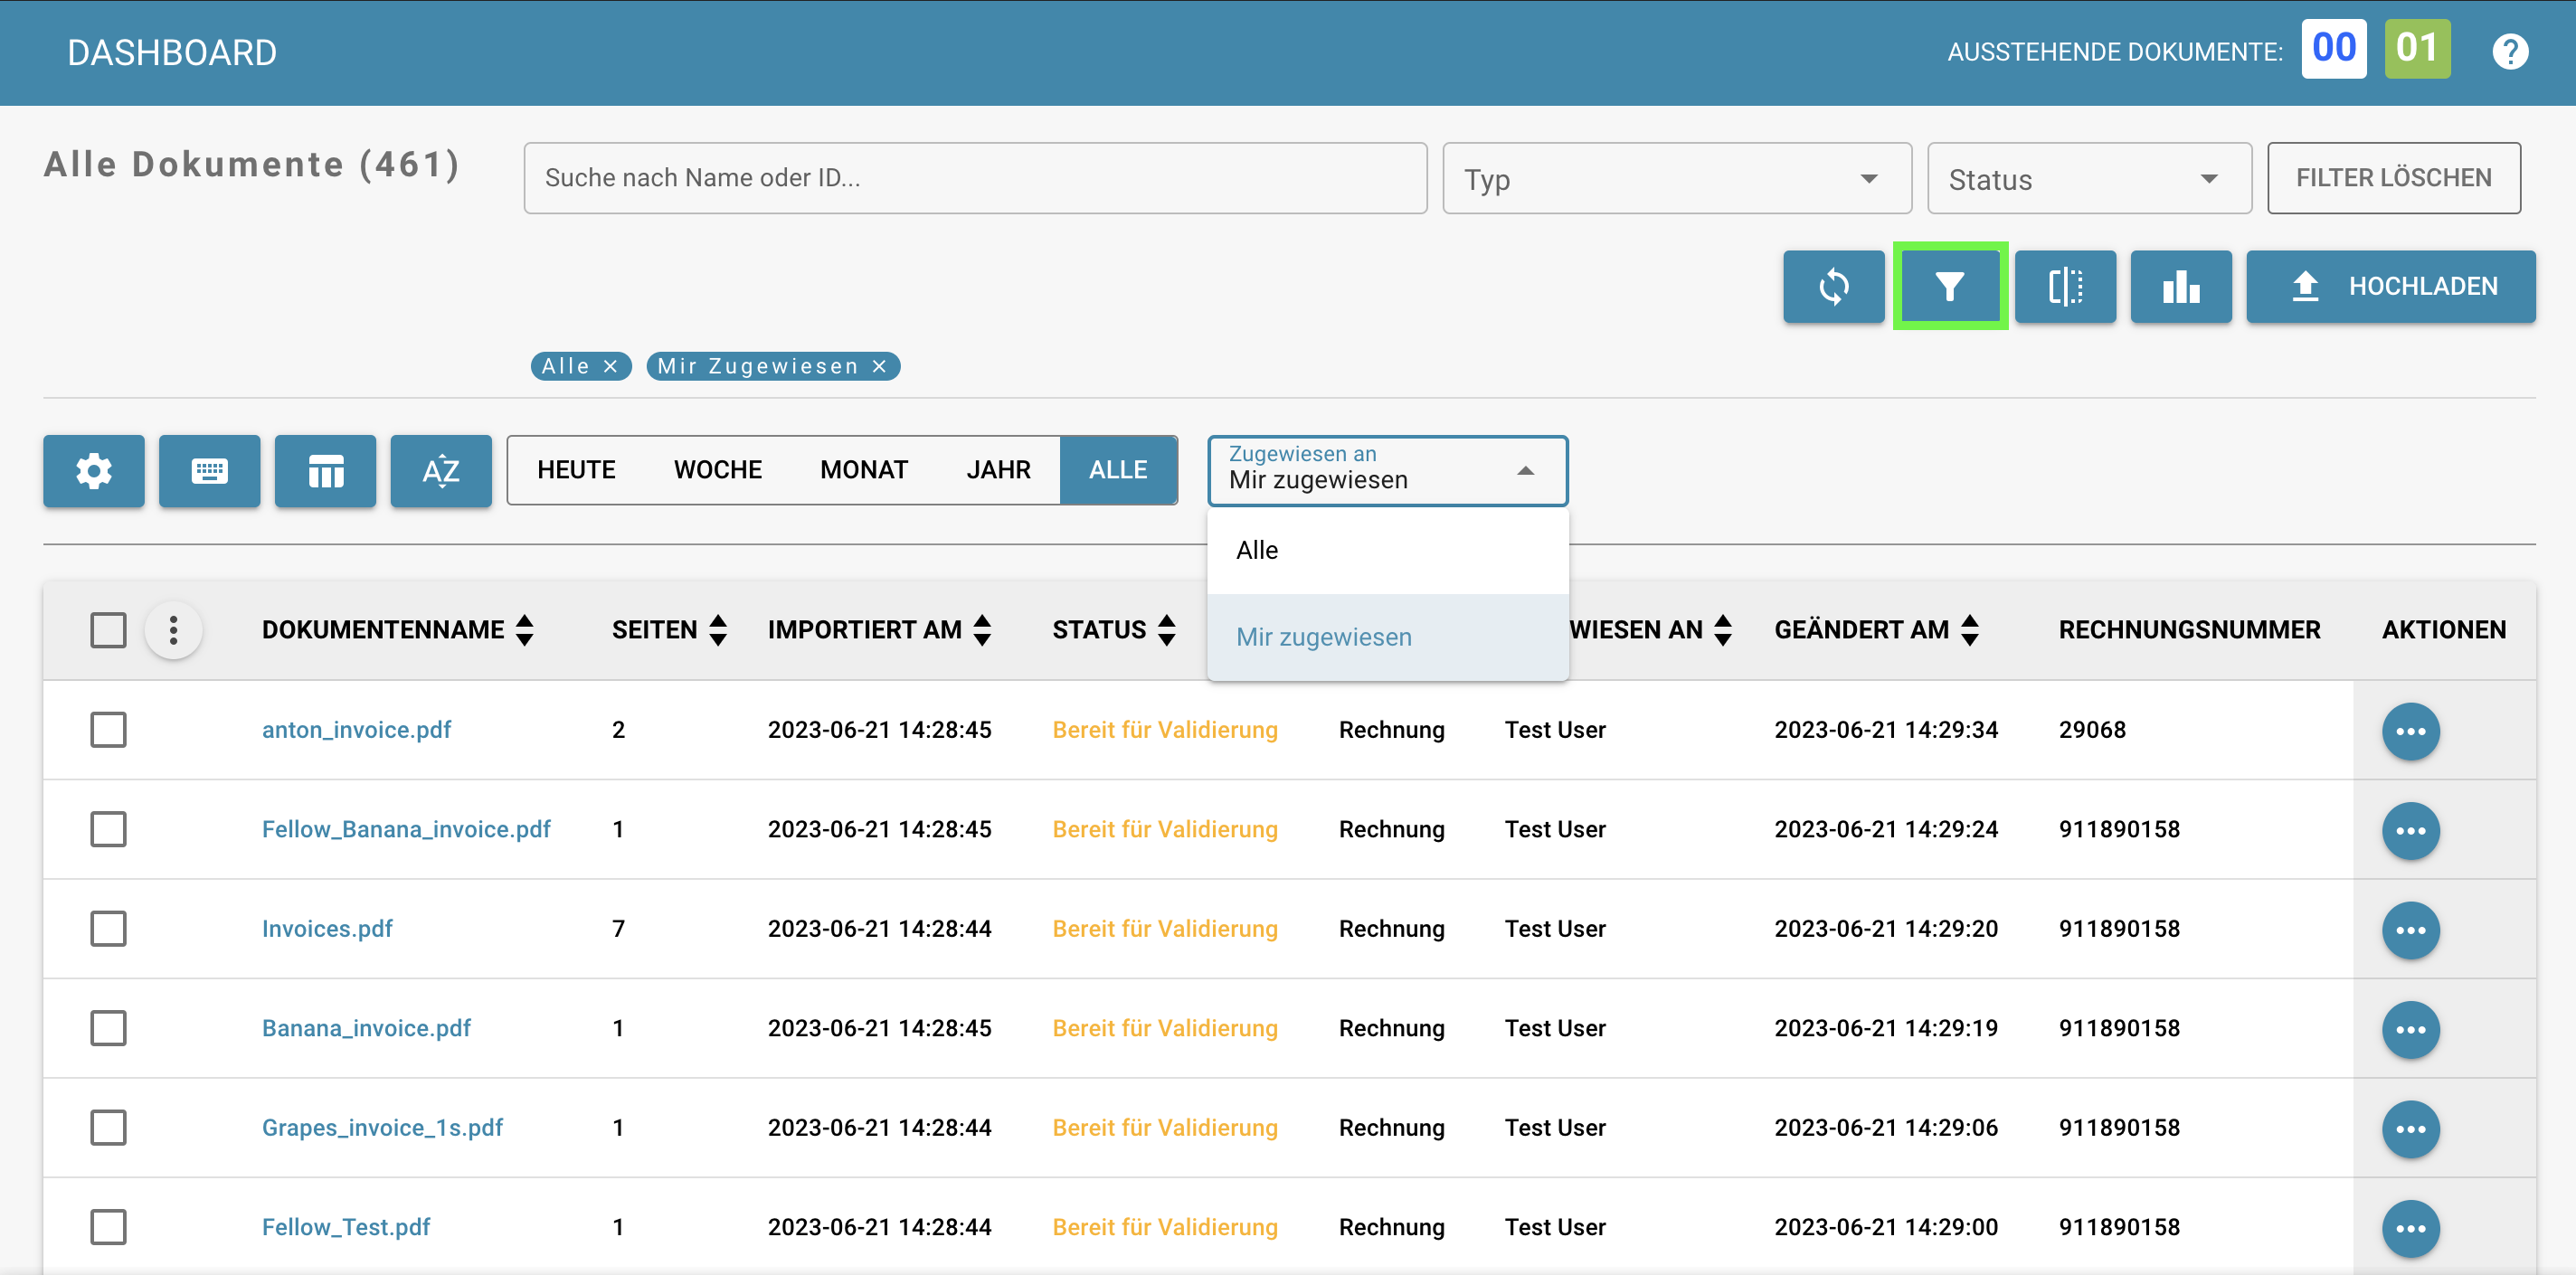 DASHBOARD
AUSSTEHENDE DOKUMENTE: 00 01
Alle Dokumente (461)
Suche nach Name oder ID...
Typ
Status
FILTER LÖSCHEN
HOCHLADEN
Alle
Mir Zugewiesen
AZ
HEUTE WOCHE MONAT JAHR ALLE
Zugewiesen an
Mir zugewiesen
Alle
Mir zugewiesen
DOKUMENTENNAME SEITEN IMPORTIERT AM STATUS WIESEN AN GEÄNDERT AM RECHNUNGSNUMMER AKTIONEN
anton_invoice.pdf 2 2023-06-21 14:28:45 Bereit für Validierung Rechnung Test User 2023-06-21 14:29:34 29068
Fellow_Banana_invoice.pdf 1 2023-06-21 14:28:45 Bereit für Validierung Rechnung Test User 2023-06-21 14:29:24 911890158
Invoices.pdf 7 2023-06-21 14:28:44 Bereit für Validierung Rechnung Test User 2023-06-21 14:29:20 911890158
Banana_invoice.pdf 1 2023-06-21 14:28:45 Bereit für Validierung Rechnung Test User 2023-06-21 14:29:19 911890158
Grapes_invoice_1s.pdf 1 2023-06-21 14:28:44 Bereit für Validierung Rechnung Test User 2023-06-21 14:29:06 911890158
Fellow_Test.pdf 1 2023-06-21 14:28:44 Bereit für Validierung Rechnung Test User 2023-06-21 14:29:00 911890158